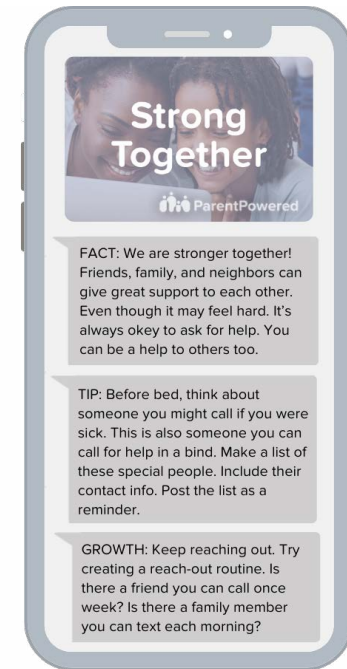 Strong
Together
ParentPowered
FACT: We are stronger together!
Friends, family, and neighbors can
give great support to each other.
Even though it may feel hard. It's
always okey to ask for help. You
can be a help to others too.
TIP: Before bed, think about
someone you might call if you were
sick. This is also someone you can
call for help in a bind. Make a list of
these special people. Include their
contact info. Post the list as a
reminder.
GROWTH: Keep reaching out. Try
creating a reach-out routine. Is
there a friend you can call once
week? Is there a family member
you can text each morning?